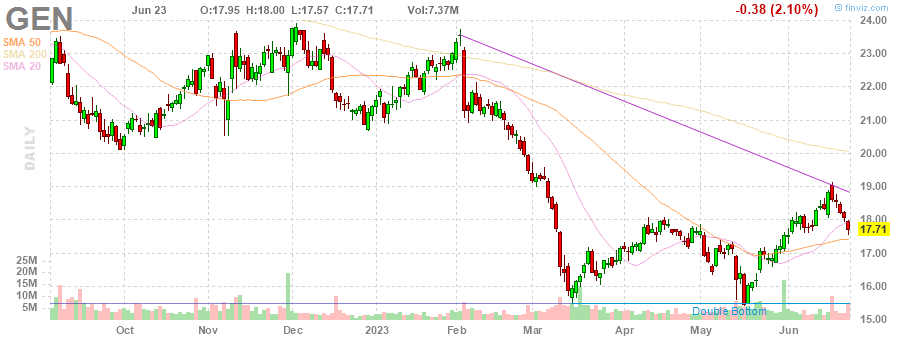 GEN
Jun 23 O:17.95 H:18.00 L:17.57 C:17.71 Vol:7.37M -0.38 (2.10%) @ finviz.com
SMA 50
SMA 200
SMA 20
24.00
23.00
22.00
21.00
20.00
19.00
18.00
17.71
17.00
16.00
15.00
DAILY
25M
20M
15M
10M
5M
Double Bottom
Oct Nov Dec 2023 Feb Mar Apr May Jun